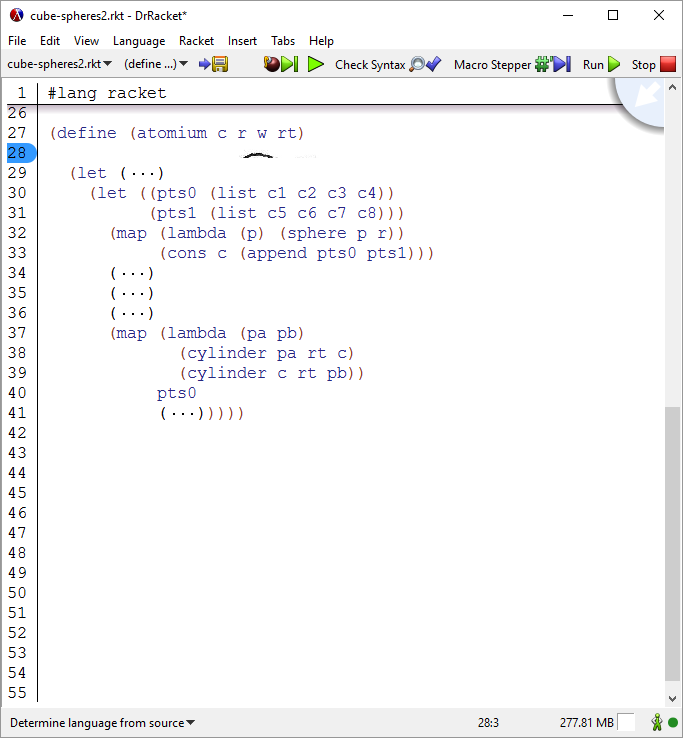 cube-spheres2.rkt - DrRacket*
File Edit View Language Racket Insert Tabs Help
cube-spheres2.rkt (define ...) Check Syntax Macro Stepper Run Stop
1 #lang racket
26
27 (define (atomium c r w rt)
28
29 (let (···)
30 (let ((pts0 (list c1 c2 c3 c4))
31 (pts1 (list c5 c6 c7 c8)))
32 (map (lambda (p) (sphere p r))
33 (cons c (append pts0 pts1)))
34 (···)
35 (···)
36 (···)
37 (map (lambda (pa pb)
38 (cylinder pa rt c)
39 (cylinder c rt pb))
40 pts0
41 (···)))))
42
43
44
45
46
47
48
49
50
51
52
53
54
55
Determine language from source 28:3 277.81 MB